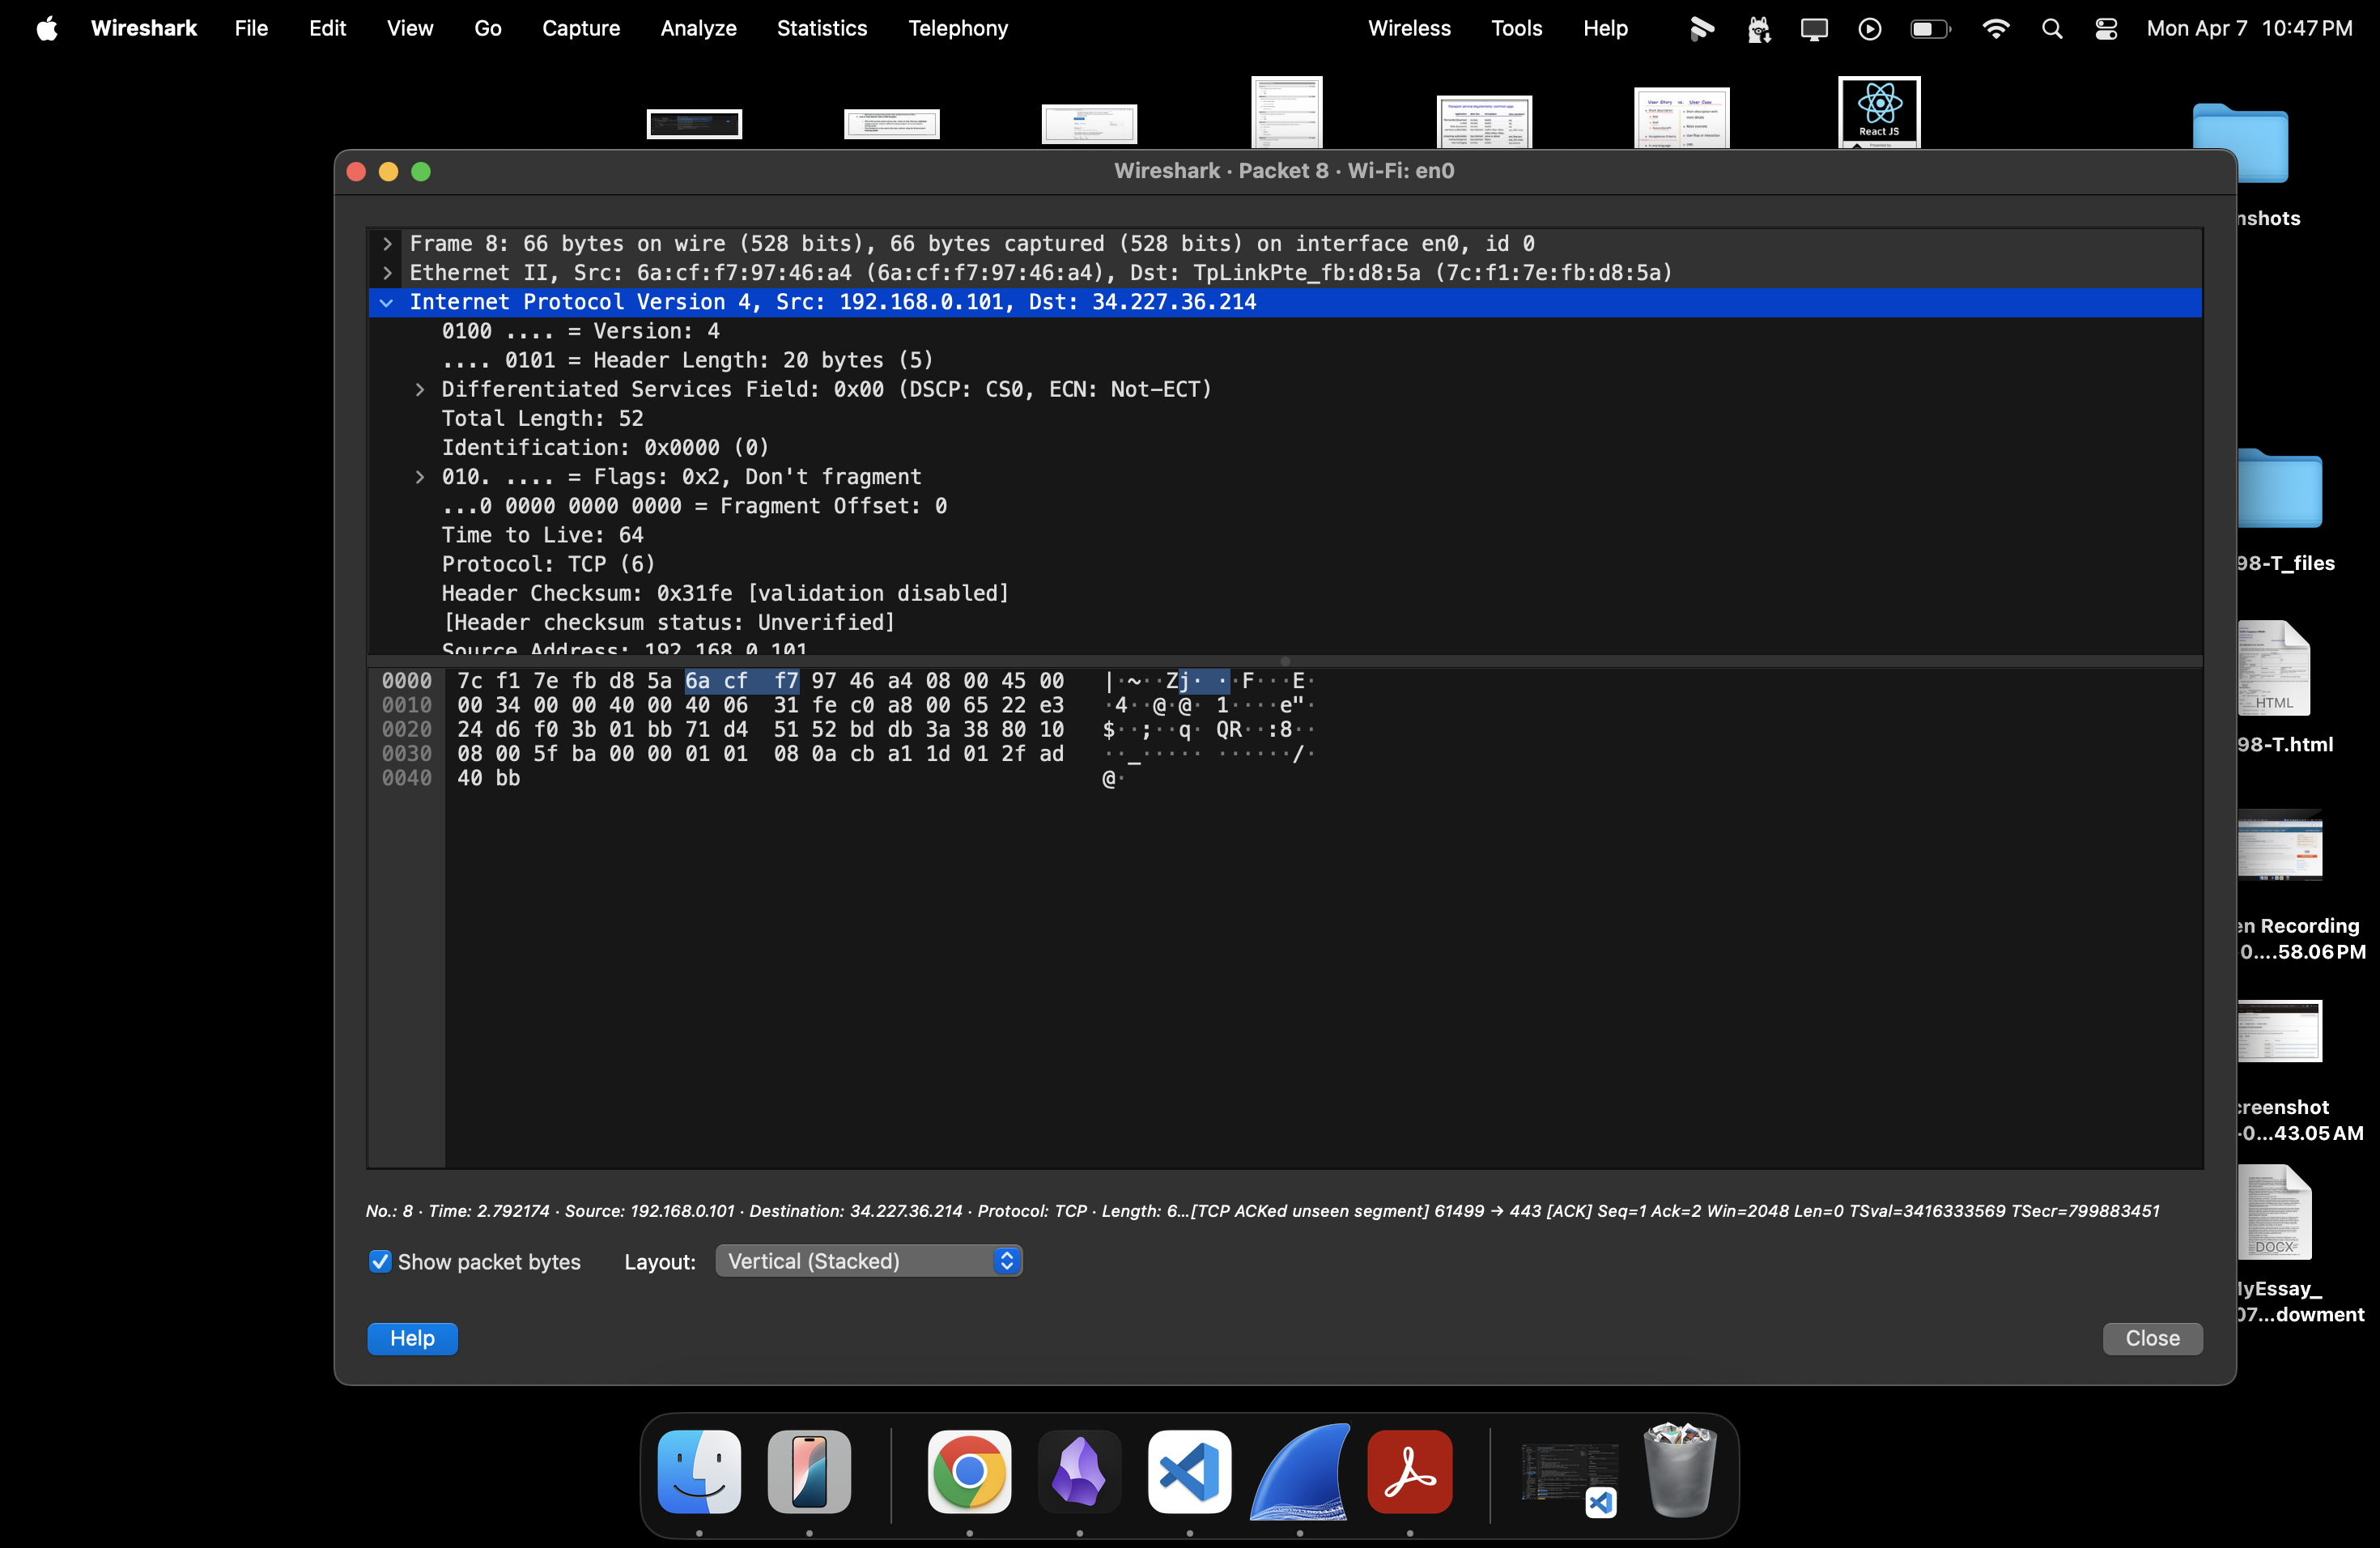 Wireshark File Edit View Go Capture Analyze Statistics Telephony Wireless Tools Help Mon Apr 7 10:47 PM
User Story vs. User Case
React JS
nshots
Wireshark · Packet 8 · Wi-Fi: en0
Frame 8: 66 bytes on wire (528 bits), 66 bytes captured (528 bits) on interface en0, id 0
Ethernet II, Src: 6a:cf:f7:97:46:a4 (6a:cf:f7:97:46:a4), Dst: TpLinkPte_fb:d8:5a (7c:f1:7e:fb:d8:5a)
Internet Protocol Version 4, Src: 192.168.0.101, Dst: 34.227.36.214
0100 .... = Version: 4
.... 0101 = Header Length: 20 bytes (5)
Differentiated Services Field: 0x00 (DSCP: CS0, ECN: Not-ECT)
Total Length: 52
Identification: 0x0000 (0)
010. .... = Flags: 0x2, Don't fragment
...0 0000 0000 0000 = Fragment Offset: 0
Time to Live: 64
Protocol: TCP (6)
Header Checksum: 0x31fe [validation disabled]
[Header checksum status: Unverified]
Source Address: 192.168.0.101
0000 7c f1 7e fb d8 5a 6a cf f7 97 46 a4 08 00 45 00 |·~··Zj· ··F···E·
0010 00 34 00 00 40 00 40 06 31 fe c0 a8 00 65 22 e3 ·4··@·@· 1····e"·
0020 24 d6 f0 3b 01 bb 71 d4 51 52 bd db 3a 38 80 10 $··;··q· QR··:8··
0030 08 00 5f ba 00 00 01 01 08 0a cb a1 1d 01 2f ad ··_····· ······/·
0040 40 bb @·
No.: 8 · Time: 2.792174 · Source: 192.168.0.101 · Destination: 34.227.36.214 · Protocol: TCP · Length: 6…[TCP ACKed unseen segment] 61499 → 443 [ACK] Seq=1 Ack=2 Win=2048 Len=0 TSval=3416333569 TSecr=799883451
Show packet bytes Layout: Vertical (Stacked)
Help Close
98-T_files
HTML
98-T.html
en Recording
0....58.06 PM
creenshot
-0...43.05 AM
DOCX
MyEssay_
07...dowment